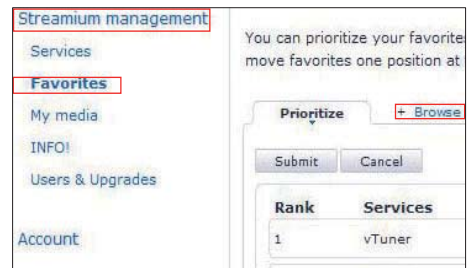 Streamium management
Services
Favorites
My media
INFO!
Users & Upgrades
Account
You can prioritize your favorite
move favorites one position at
Prioritize
+ Browse
Submit Cancel
Rank Services
1 vTuner